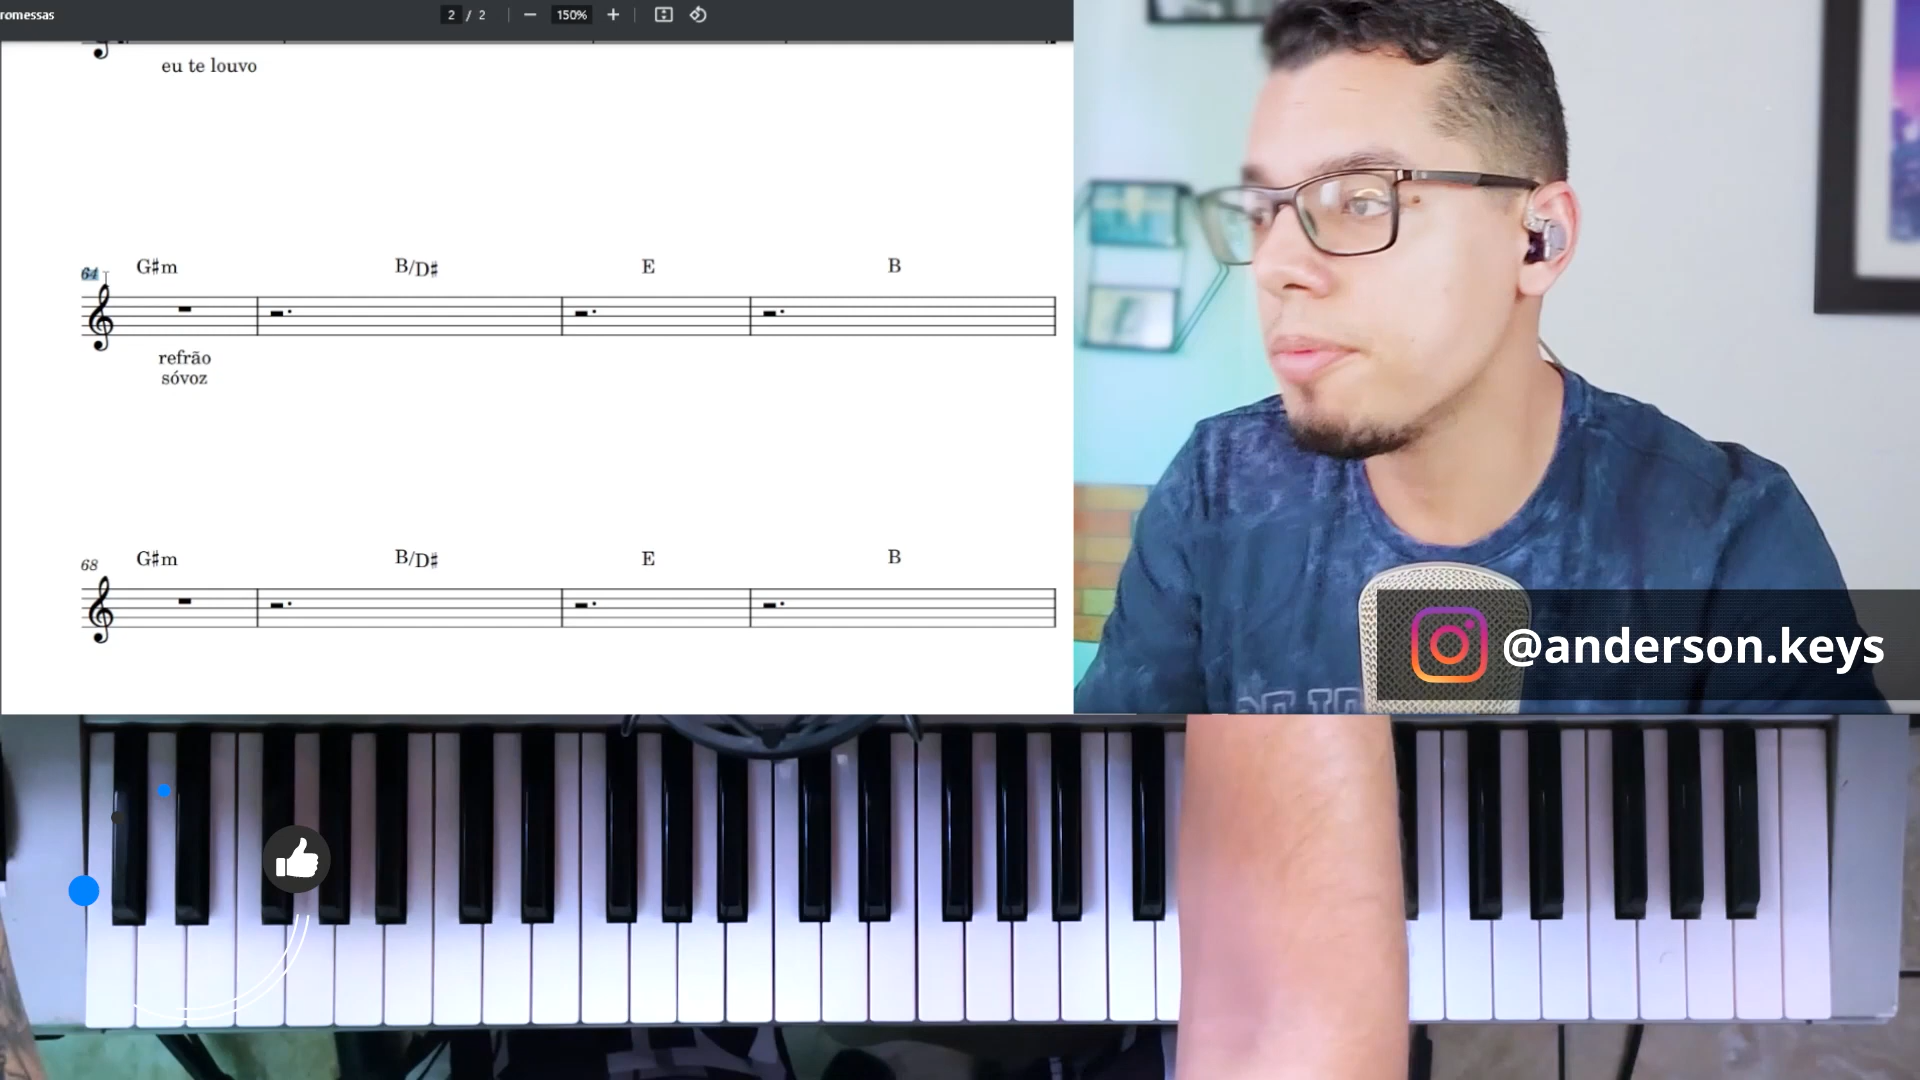 romessas 2 / 2 150%
eu te louvo
64 G♯m B/D♯ E B
refrão
sóvoz
68 G♯m B/D♯ E B
@anderson.keys